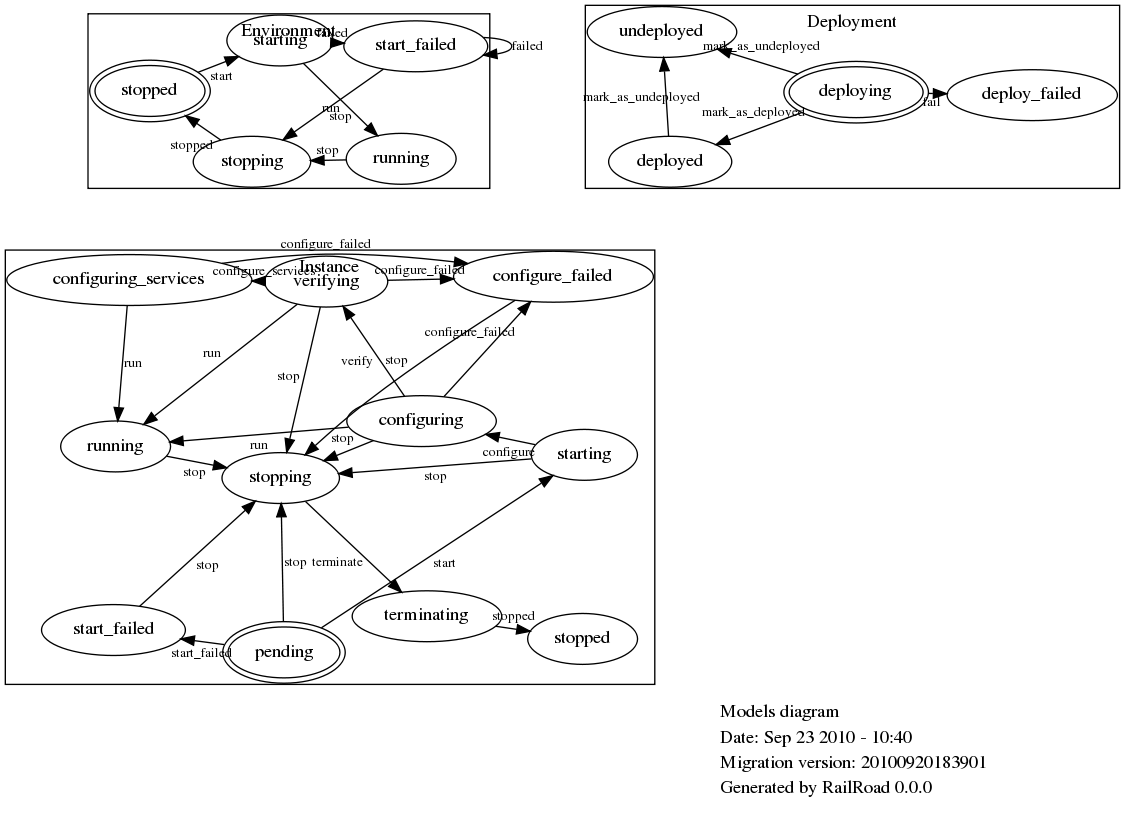 Environment
starting
failed
start_failed
failed
start
stopped
run
stop
stopped
stopping
stop
running
Deployment
undeployed
mark_as_undeployed
deploying
fail
deploy_failed
mark_as_undeployed
mark_as_deployed
deployed
configure_failed
Instance
configuring_services
configure_services
verifying
configure_failed
configure_failed
configure_failed
run
run
stop
verify
stop
configuring
running
run
stop
configure
starting
stop
stopping
stop
stop
stop
terminate
start
start_failed
start_failed
pending
terminating
stopped
stopped
Models diagram
Date: Sep 23 2010 - 10:40
Migration version: 20100920183901
Generated by RailRoad 0.0.0